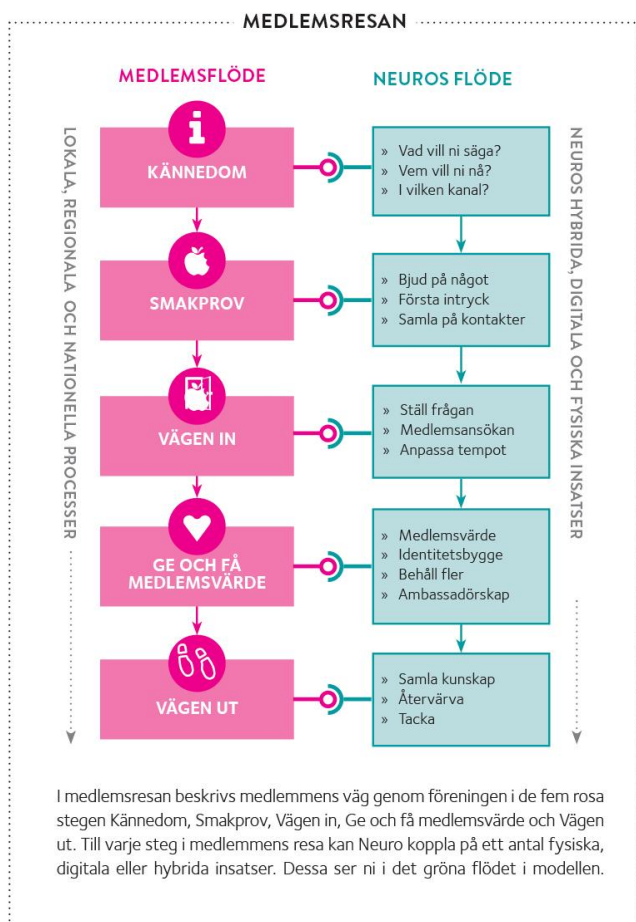 MEDLEMSRESAN
MEDLEMSFLÖDE
NEUROS FLÖDE
LOKALA, REGIONALA OCH NATIONELLA PROCESSER
KÄNNEDOM
» Vad vill ni säga?
» Vem vill ni nå?
» I vilken kanal?
SMAKPROV
» Bjud på något
» Första intryck
» Samla på kontakter
VÄGEN IN
» Ställ frågan
» Medlemsansökan
» Anpassa tempot
GE OCH FÅ
MEDLEMSVÄRDE
» Medlemsvärde
» Identitetsbygge
» Behåll fler
» Ambassadörskap
VÄGEN UT
» Samla kunskap
» Återvärva
» Tacka
NEUROS HYBRIDA, DIGITALA OCH FYSISKA INSATSER
I medlemsresan beskrivs medlemmens väg genom föreningen i de fem rosa
stegen Kännedom, Smakprov, Vägen in, Ge och få medlemsvärde och Vägen
ut. Till varje steg i medlemmens resa kan Neuro koppla på ett antal fysiska,
digitala eller hybrida insatser. Dessa ser ni i det gröna flödet i modellen.